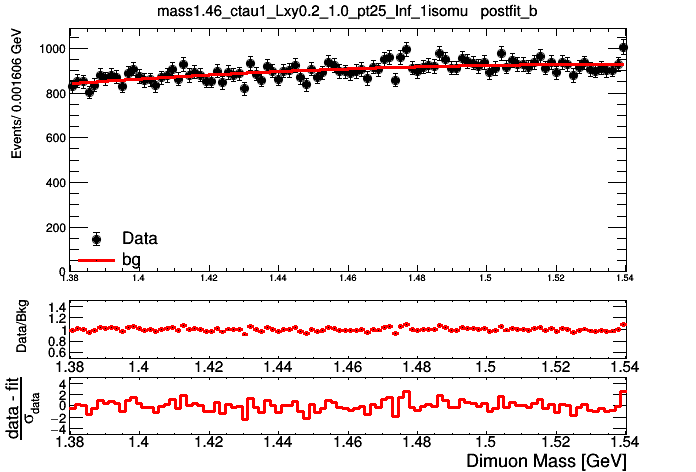 mass1.46_ctau1_Lxy0.2_1.0_pt25_Inf_1isomu postfit_b
Events/ 0.001606 GeV
1000
800
600
400
200
0
Data
bg
1.38 1.4 1.42 1.44 1.46 1.48 1.5 1.52 1.54
Data/Bkg
1.4
1.2
1
0.8
0.6
1.38 1.4 1.42 1.44 1.46 1.48 1.5 1.52 1.54
data - fit
σdata
4
2
0
−2
−4
1.38 1.4 1.42 1.44 1.46 1.48 1.5 1.52 1.54
Dimuon Mass [GeV]